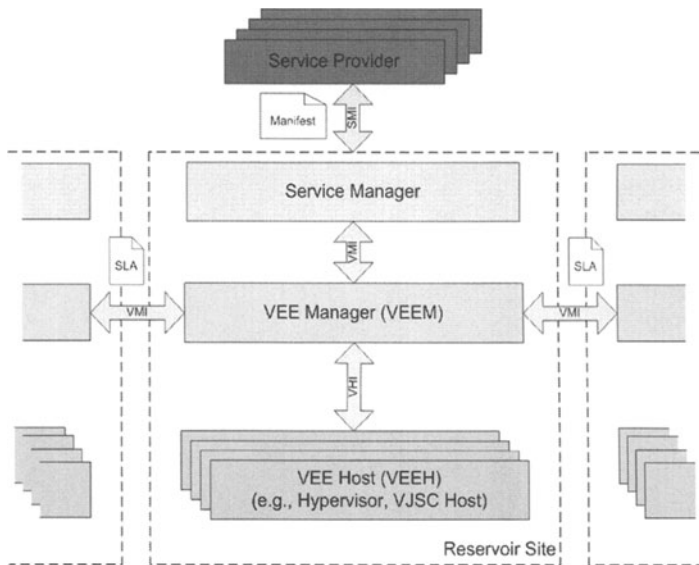 Service Provider
Manifest
SMI
Service Manager
SLA
VMI
SLA
VMI
VEE Manager (VEEM)
VMI
VHI
VEE Host (VEEH)
(e.g., Hypervisor, VJSC Host)
Reservoir Site